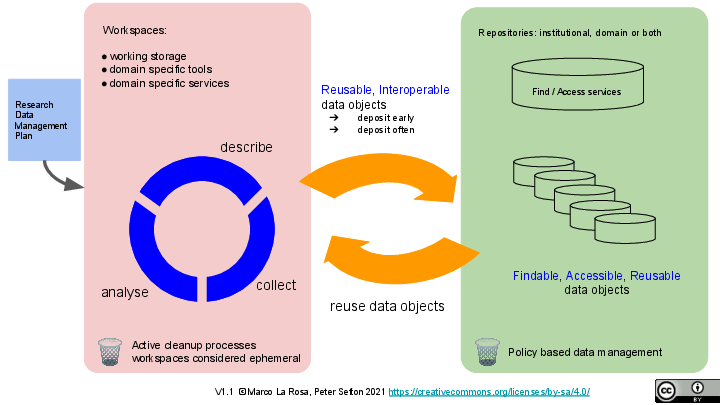 Workspaces:
● working storage
● domain specific tools
● domain specific services
Research
Data
Management
Plan
describe
analyse
collect
Active cleanup processes
workspaces considered ephemeral
Reusable, Interoperable
data objects
➔ deposit early
➔ deposit often
reuse data objects
Repositories: institutional, domain or both
Find / Access services
Findable, Accessible, Reusable
data objects
Policy based data management
V1.1 © Marco La Rosa, Peter Sefton 2021 https://creativecommons.org/licenses/by-sa/4.0/
cc
BY